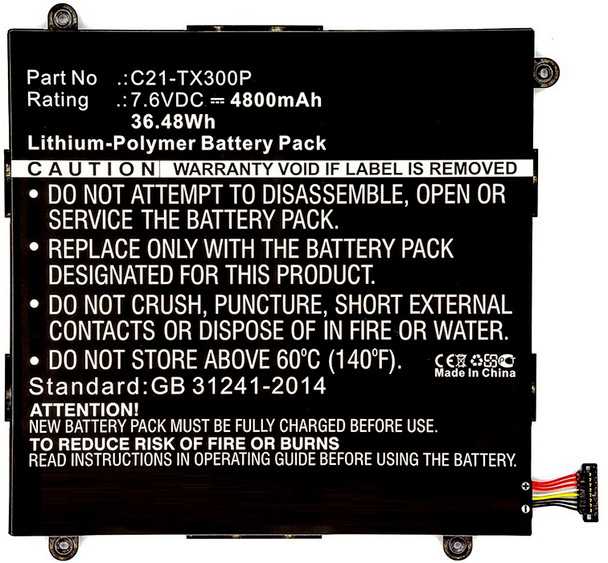 Part No .:C21-TX300P
Rating .:7.6VDC ⎓ 4800mAh
36.48Wh
Lithium-Polymer Battery Pack
CAUTION WARRANTY VOID IF LABEL IS REMOVED
• DO NOT ATTEMPT TO DISASSEMBLE, OPEN OR
SERVICE THE BATTERY PACK.
• REPLACE ONLY WITH THE BATTERY PACK
DESIGNATED FOR THIS PRODUCT.
• DO NOT CRUSH, PUNCTURE, SHORT EXTERNAL
CONTACTS OR DISPOSE OF IN FIRE OR WATER.
• DO NOT STORE ABOVE 60°C (140°F).
CE
Made In China
Standard:GB 31241-2014
ATTENTION!
NEW BATTERY PACK MUST BE FULLY CHARGED BEFORE USE.
TO REDUCE RISK OF FIRE OR BURNS
READ INSTRUCTIONS IN OPERATING GUIDE BEFORE USING THE BATTERY.